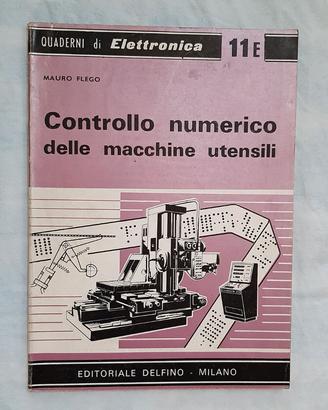 QUADERNI di Elettronica 11E
MAURO FLEGO
Controllo numerico
delle macchine utensili
EDITORIALE DELFINO - MILANO